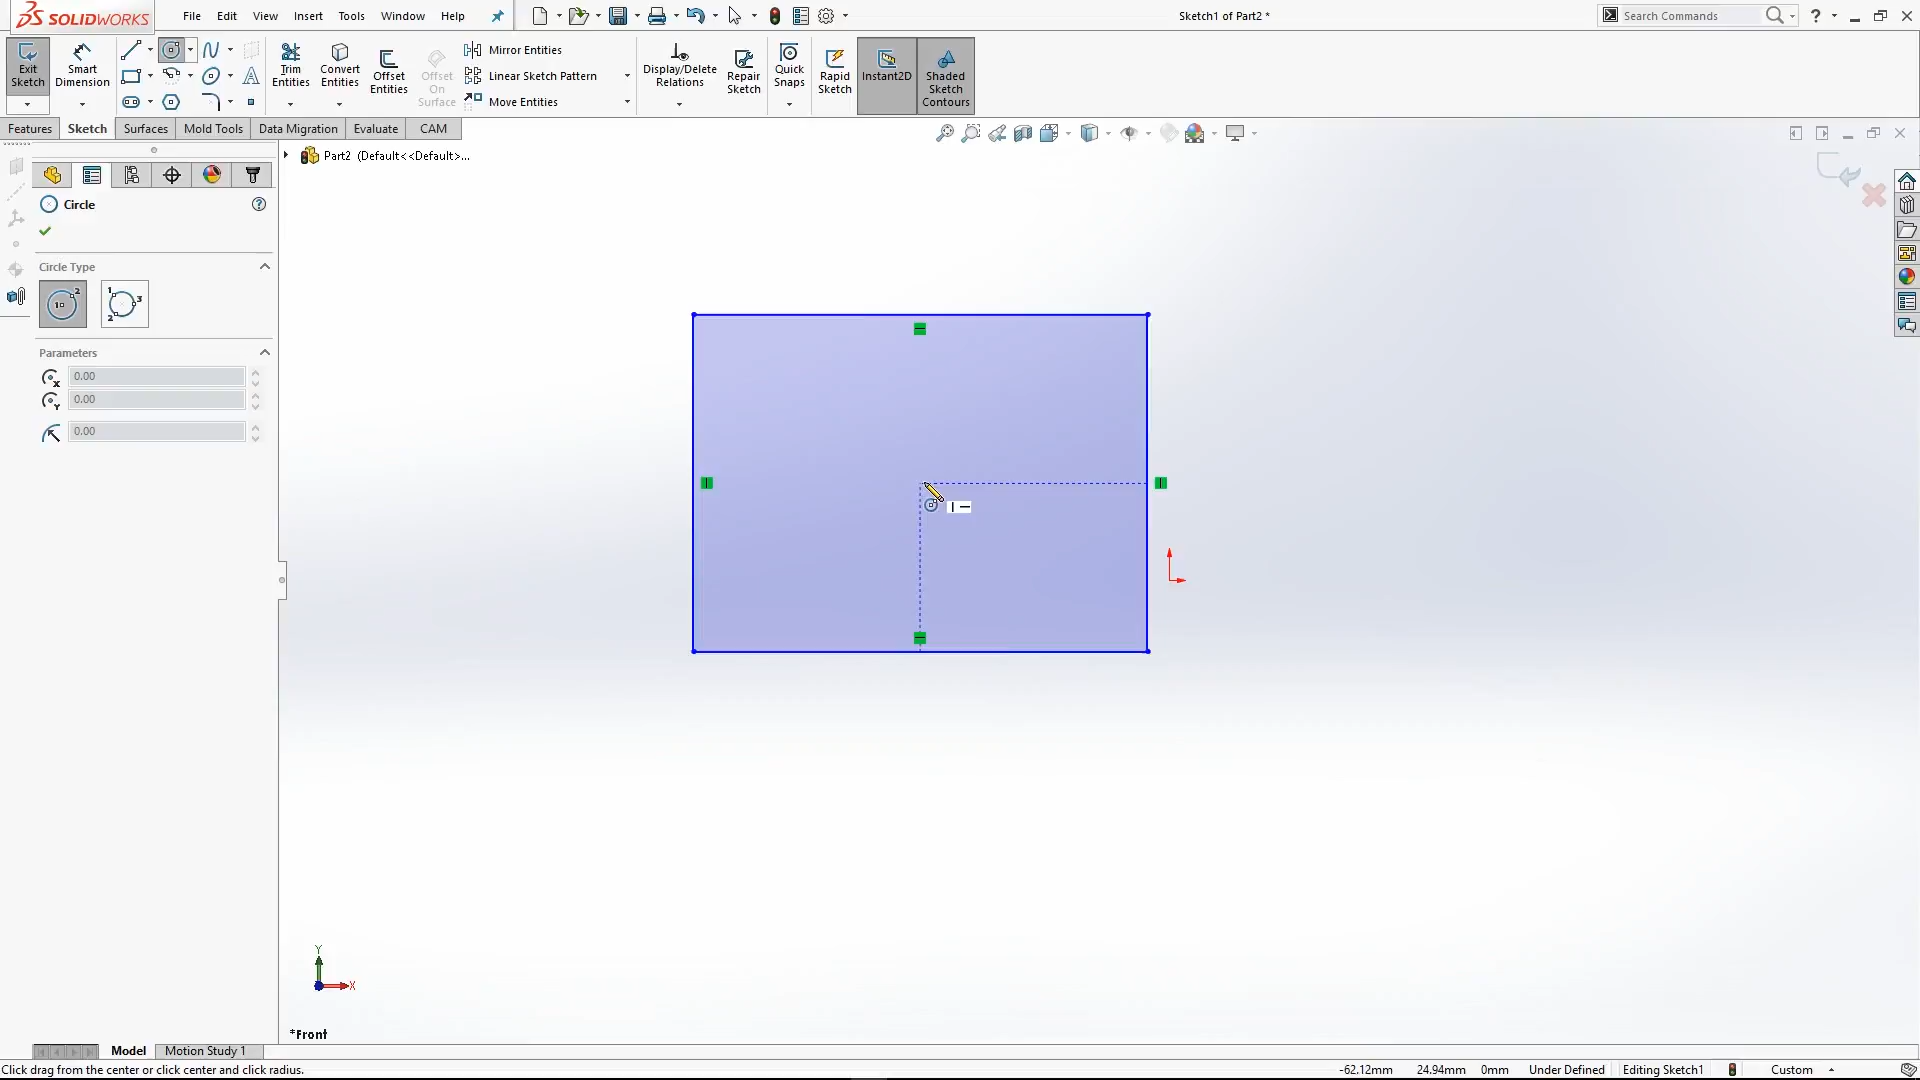 SOLIDWORKS
File Edit View Insert Tools Window Help
Sketch1 of Part2 *
Search Commands
Exit Sketch
Smart Dimension
Trim Entities
Convert Entities
Offset Entities
Offset On Surface
Mirror Entities
Linear Sketch Pattern
Move Entities
Display/Delete Relations
Repair Sketch
Quick Snaps
Rapid Sketch
Instant2D
Shaded Sketch Contours
Features Sketch Surfaces Mold Tools Data Migration Evaluate CAM
Part2 (Default<<Default>...
Circle
Circle Type
Parameters
0.00
0.00
0.00
Y
X
*Front
Model Motion Study 1
Click drag from the center or click center and click radius.
-62.12mm 24.94mm 0mm Under Defined Editing Sketch1 Custom